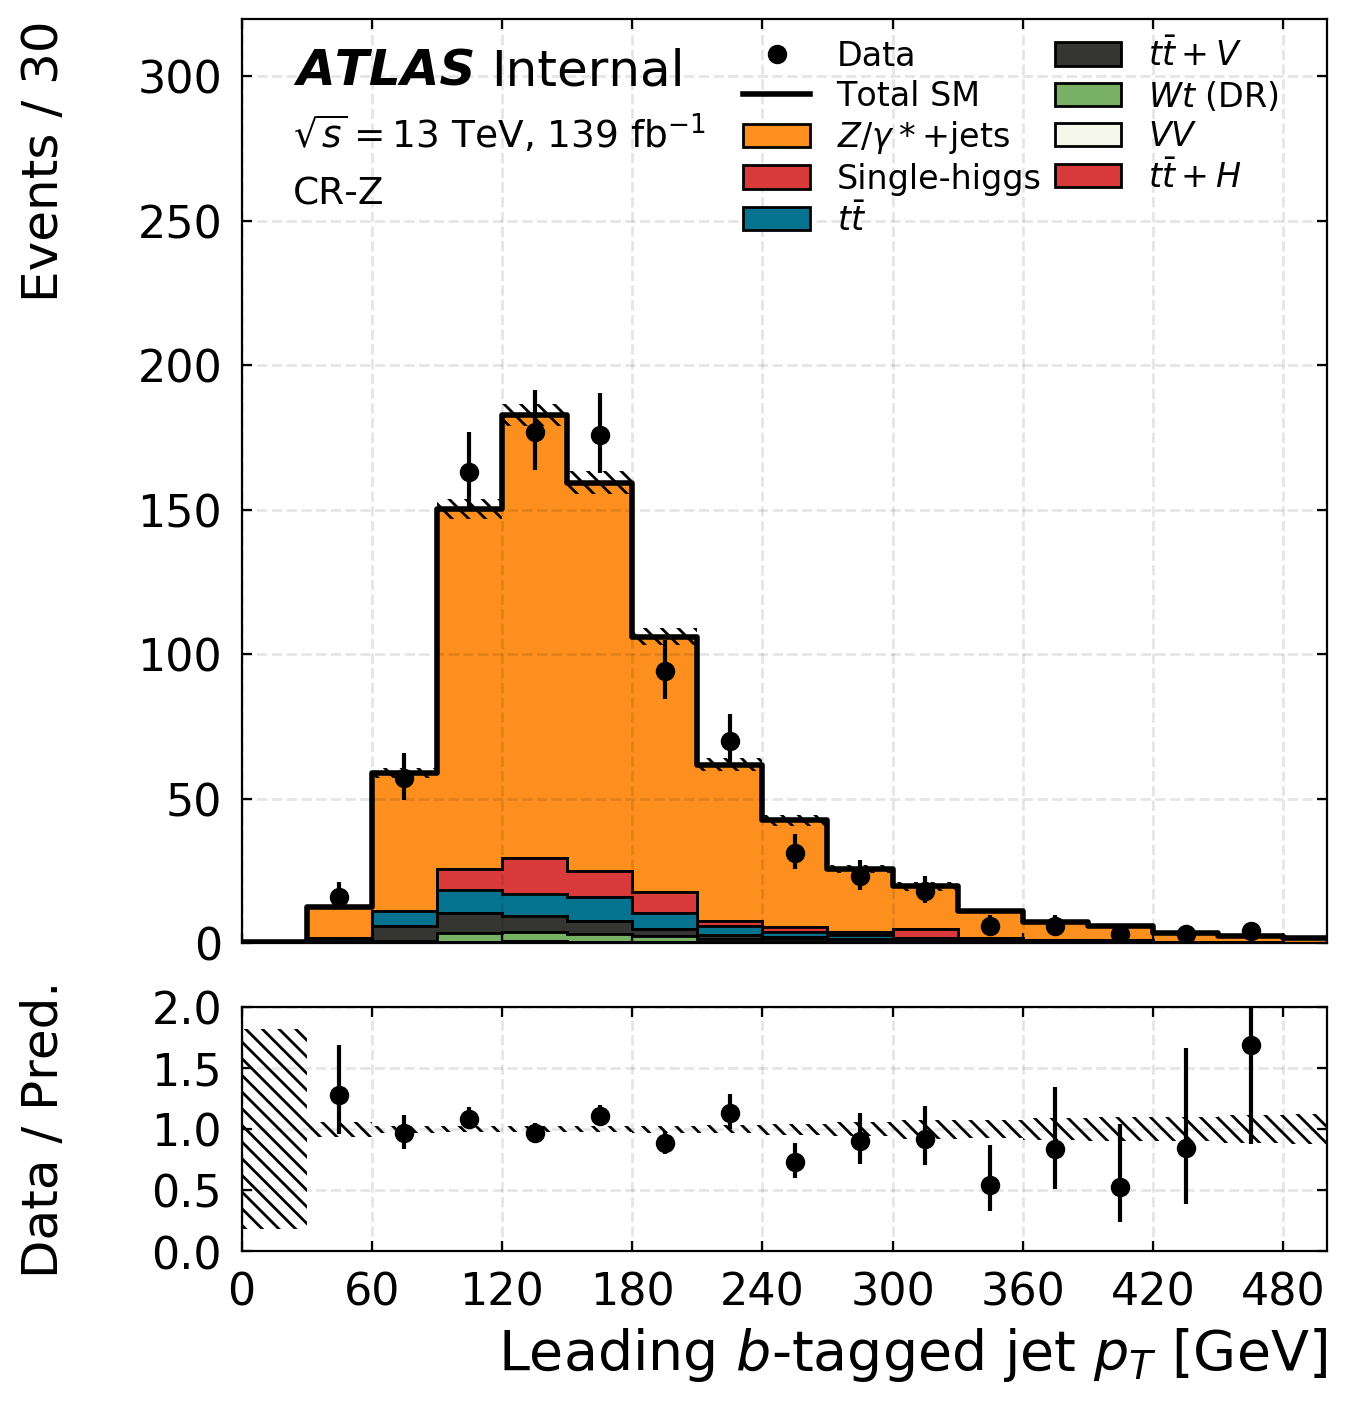 Events / 30
300
250
200
150
100
50
0
ATLAS Internal
√s = 13 TeV, 139 fb⁻¹
CR-Z
Data
Total SM
Z/γ*+jets
Single-higgs
tt̄
tt̄ + V
Wt (DR)
VV
tt̄ + H
Data / Pred.
2.0
1.5
1.0
0.5
0.0
0 60 120 180 240 300 360 420 480
Leading b-tagged jet p_T [GeV]